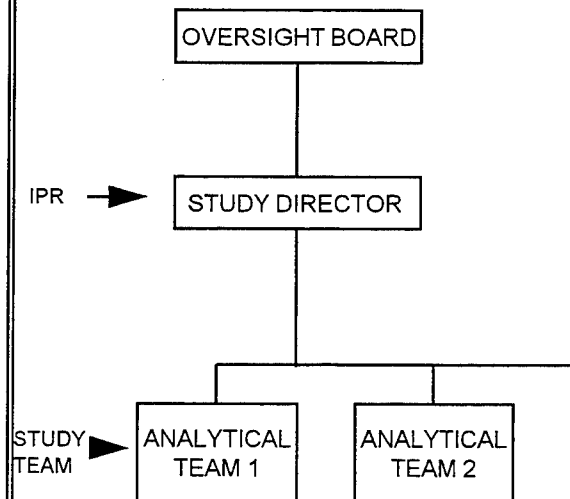 OVERSIGHT BOARD
IPR
STUDY DIRECTOR
STUDY
TEAM
ANALYTICAL
TEAM 1
ANALYTICAL
TEAM 2